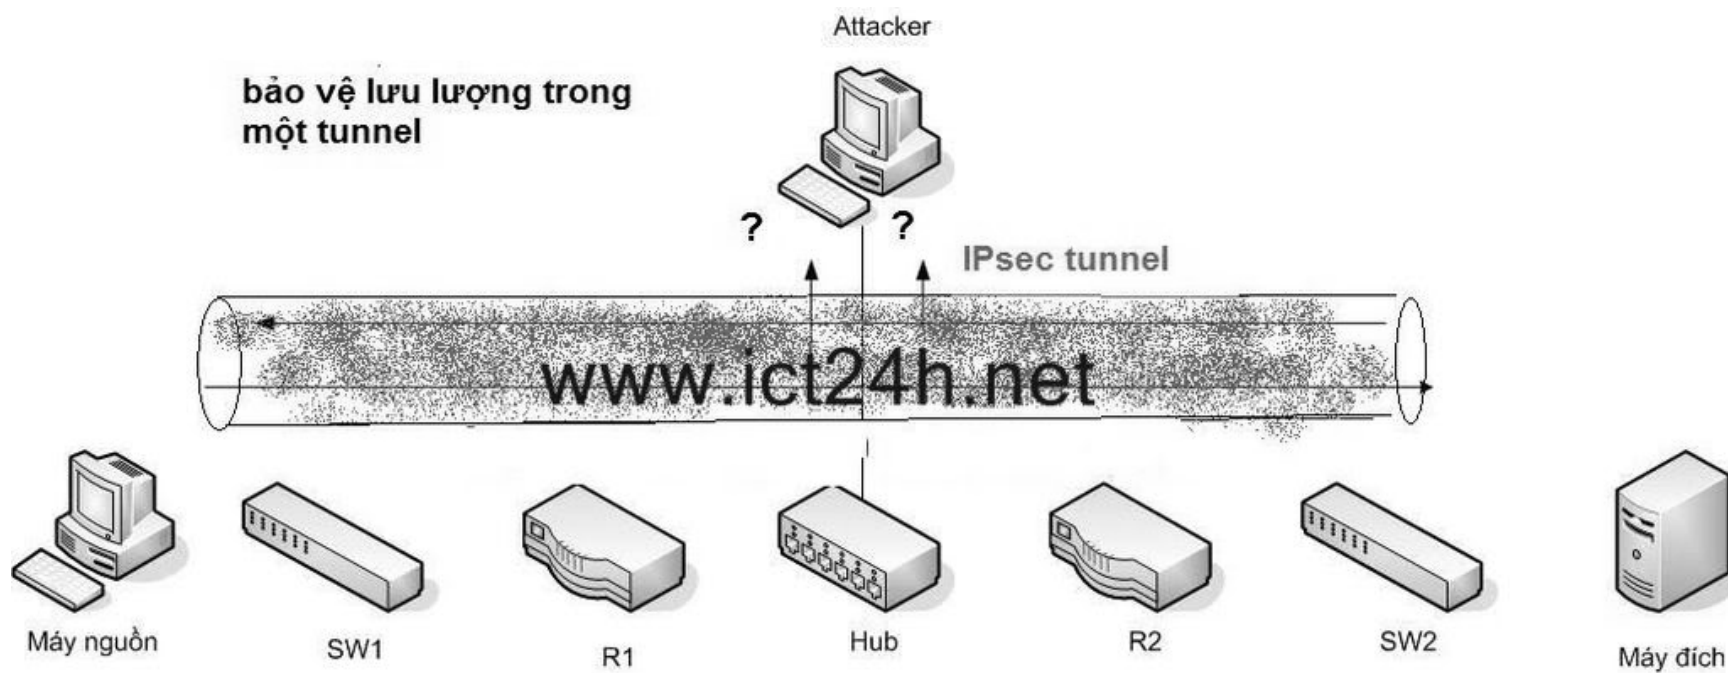 Attacker
bảo vệ lưu lượng trong
một tunnel
? ?
IPsec tunnel
www.ict24h.net
Máy nguồn
SW1
R1
Hub
R2
SW2
Máy đích